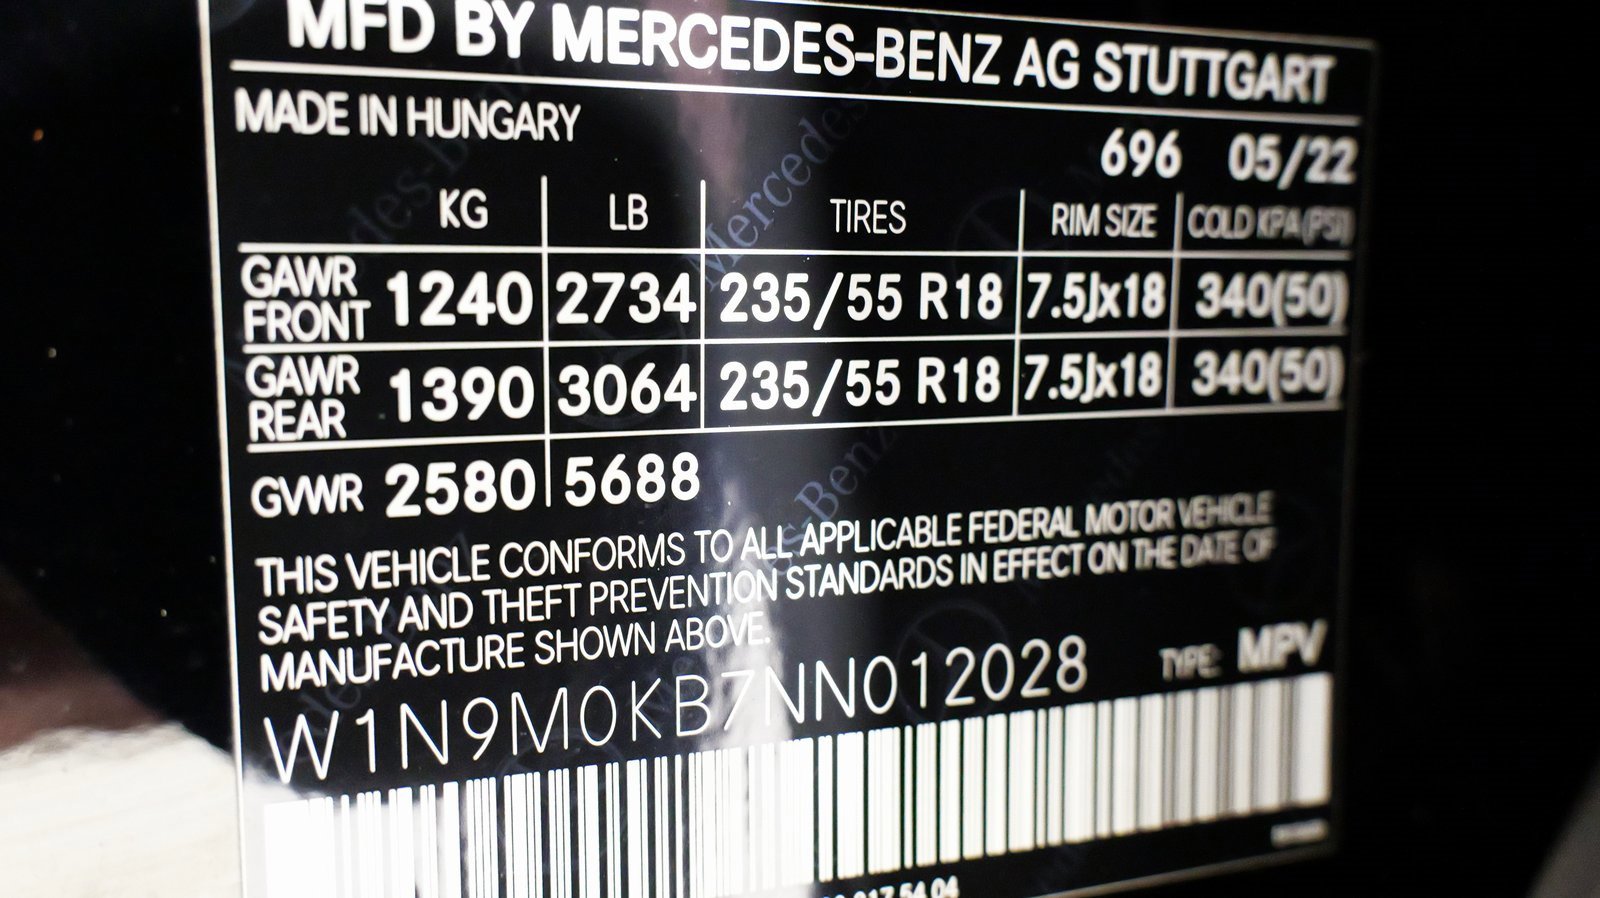 MFD BY MERCEDES-BENZ AG STUTTGART
MADE IN HUNGARY
696 05/22
KG LB TIRES RIM SIZE COLD KPA(PSI)
GAWR FRONT 1240 2734 235/55 R18 7.5Jx18 340(50)
GAWR REAR 1390 3064 235/55 R18 7.5Jx18 340(50)
GVWR 2580 5688
THIS VEHICLE CONFORMS TO ALL APPLICABLE FEDERAL MOTOR VEHICLE
SAFETY AND THEFT PREVENTION STANDARDS IN EFFECT ON THE DATE OF
MANUFACTURE SHOWN ABOVE.
W1N9M0KB7NN012028 TYPE: MPV